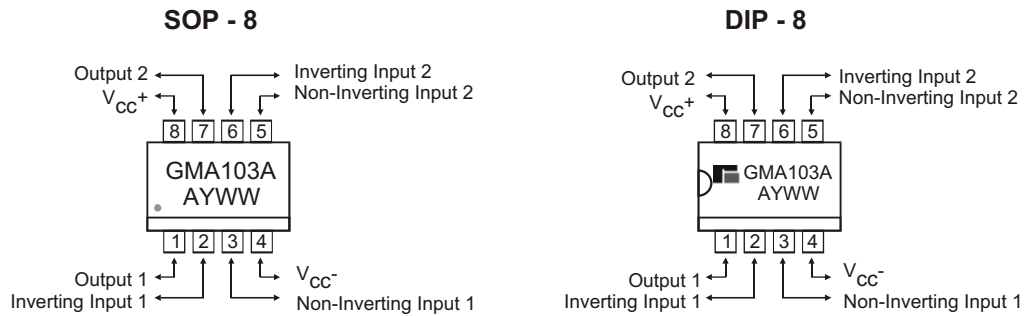 SOP - 8
Output 2
Inverting Input 2
VCC+
Non-Inverting Input 2
8 7 6 5
GMA103A
AYWW
1 2 3 4
Output 1
VCC-
Inverting Input 1
Non-Inverting Input 1
DIP - 8
Output 2
Inverting Input 2
VCC+
Non-Inverting Input 2
8 7 6 5
GMA103A
AYWW
1 2 3 4
Output 1
VCC-
Inverting Input 1
Non-Inverting Input 1